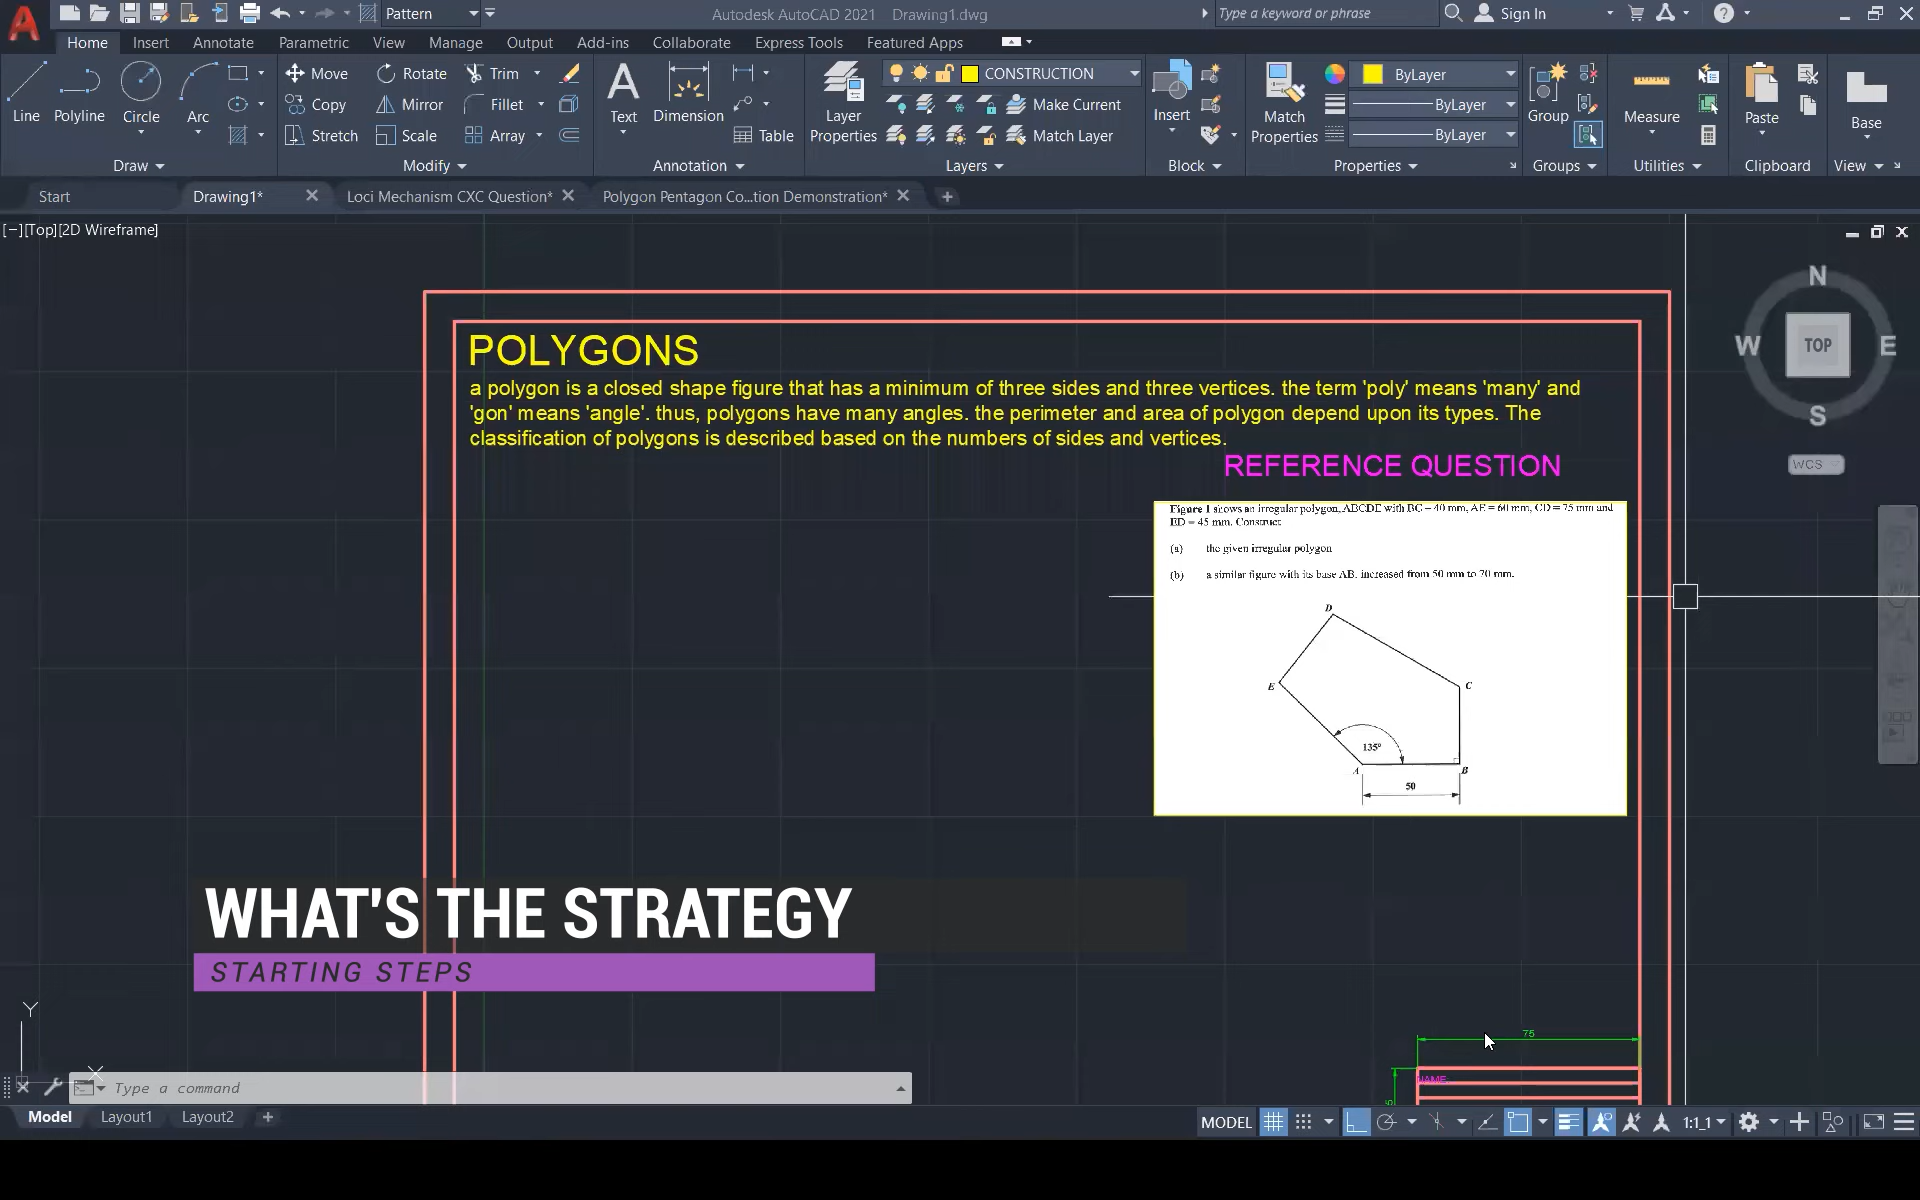 Pattern
Autodesk AutoCAD 2021 Drawing1.dwg
Type a keyword or phrase
Sign In
Home Insert Annotate Parametric View Manage Output Add-ins Collaborate Express Tools Featured Apps
Line Polyline Circle Arc
Move Rotate Trim
Copy Mirror Fillet
Stretch Scale Array
Text Dimension Table
Layer Properties
CONSTRUCTION
Make Current
Match Layer
Insert
Match Properties
ByLayer
ByLayer
ByLayer
Group Measure Paste Base
Draw Modify Annotation Layers Block Properties Groups Utilities Clipboard View
Start Drawing1* Loci Mechanism CXC Question* Polygon Pentagon Co...tion Demonstration*
[−][Top][2D Wireframe]
N
W TOP E
S
WCS
POLYGONS
a polygon is a closed shape figure that has a minimum of three sides and three vertices. the term 'poly' means 'many' and
'gon' means 'angle'. thus, polygons have many angles. the perimeter and area of polygon depend upon its types. The
classification of polygons is described based on the numbers of sides and vertices.
REFERENCE QUESTION
Figure 1 shows an irregular polygon, ABCDE with BC = 40 mm, AE = 60 mm, CD = 75 mm and
ED = 45 mm. Construct
(a) the given irregular polygon
(b) a similar figure with its base AB, increased from 50 mm to 70 mm.
D
E
C
135°
A
B
50
WHAT'S THE STRATEGY
STARTING STEPS
75
NAME
Y
X
Type a command
Model Layout1 Layout2
MODEL 1:1_1